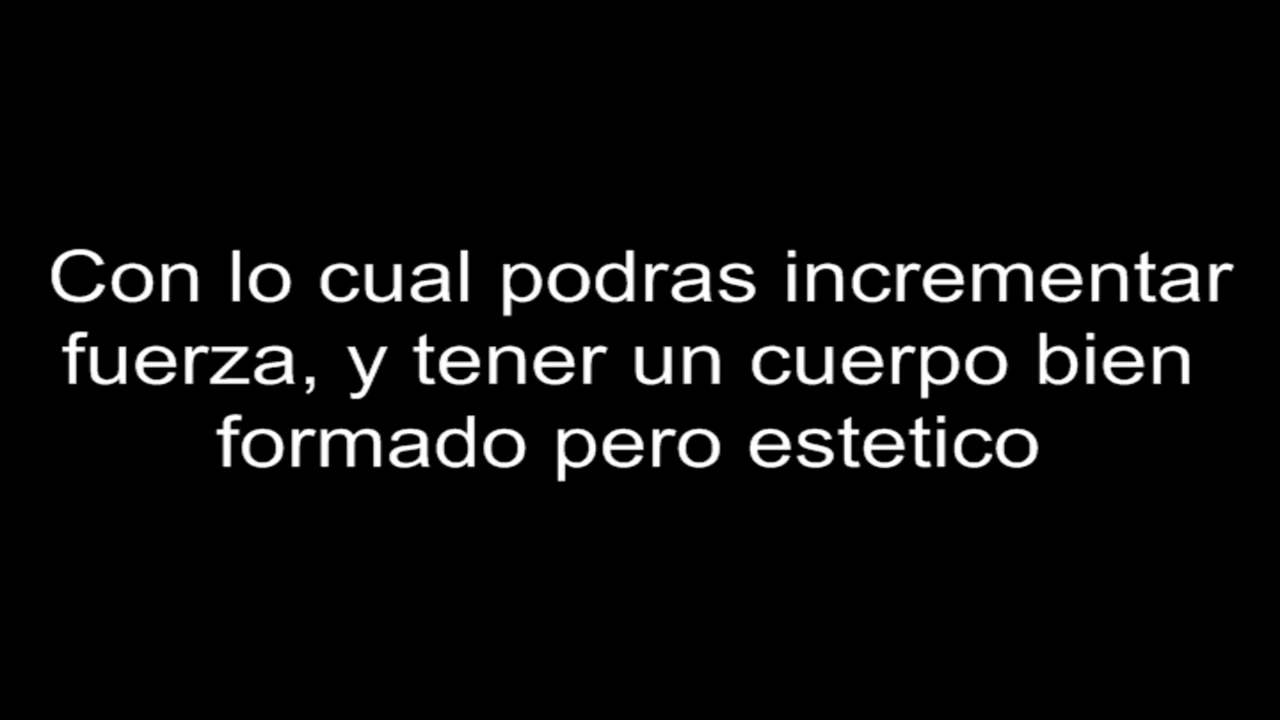 Con lo cual podras incrementar
fuerza, y tener un cuerpo bien
formado pero estetico